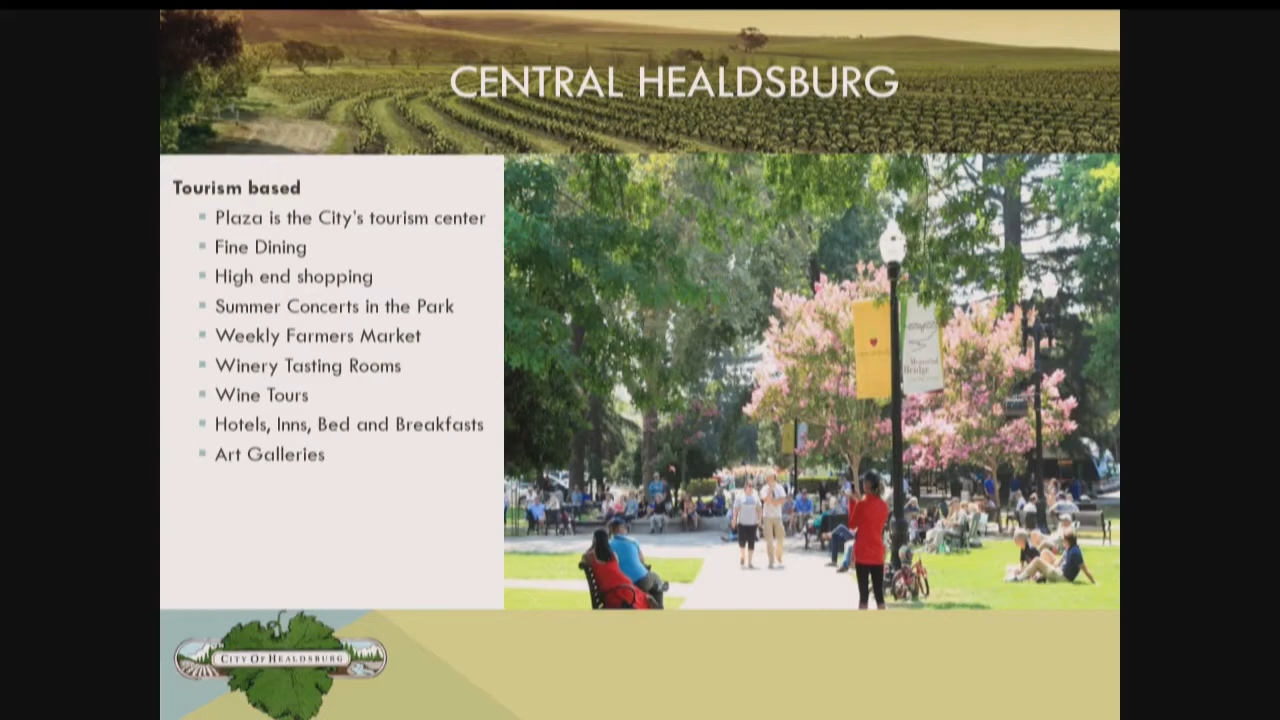 CENTRAL HEALDSBURG
Tourism based
Plaza is the City's tourism center
Fine Dining
High end shopping
Summer Concerts in the Park
Weekly Farmers Market
Winery Tasting Rooms
Wine Tours
Hotels, Inns, Bed and Breakfasts
Art Galleries
Memorial
Bridge
CITY OF HEALDSBURG